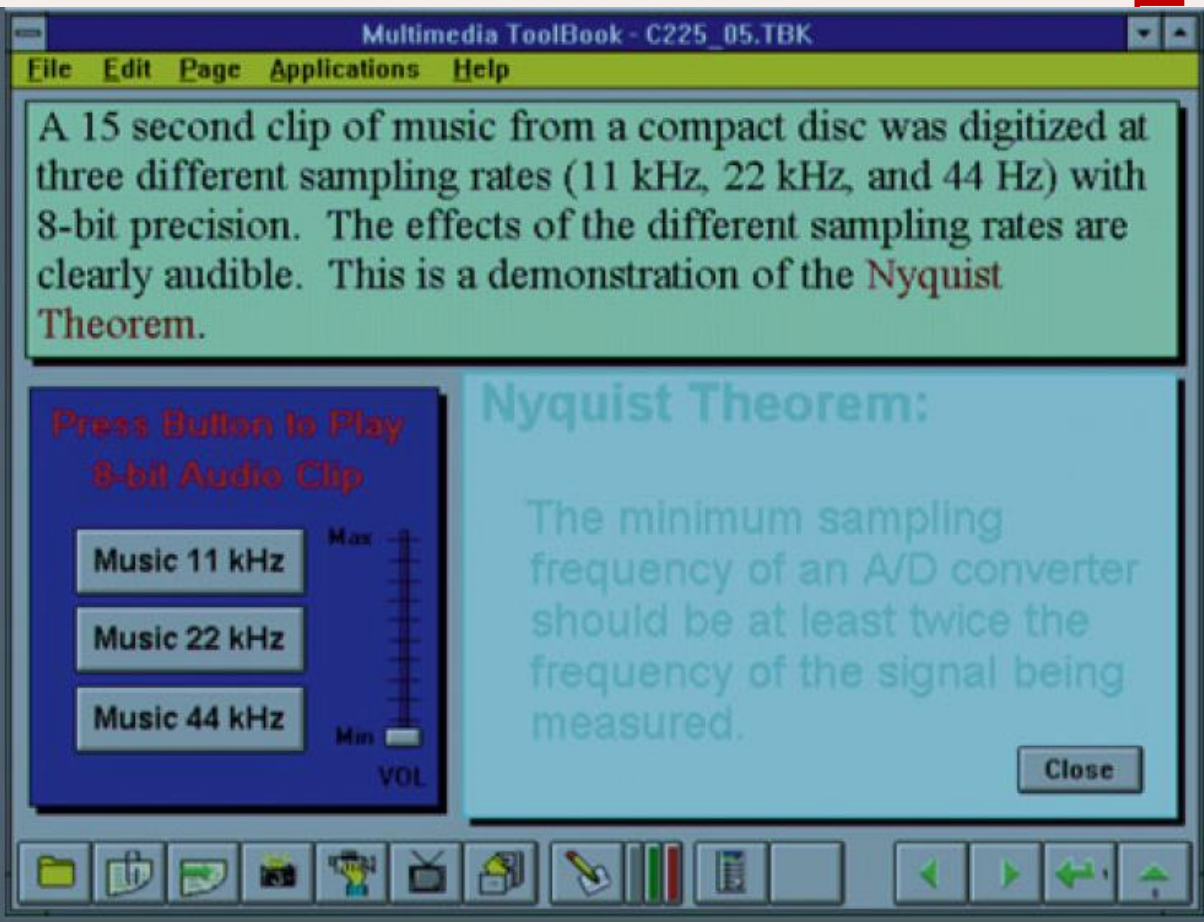 Multimedia ToolBook - C225_05.TBK
File Edit Page Applications Help
A 15 second clip of music from a compact disc was digitized at
three different sampling rates (11 kHz, 22 kHz, and 44 Hz) with
8-bit precision. The effects of the different sampling rates are
clearly audible. This is a demonstration of the Nyquist
Theorem.
Press Button to Play
8-bit Audio Clip
Music 11 kHz
Music 22 kHz
Music 44 kHz
Max
Min
VOL
Nyquist Theorem:
The minimum sampling
frequency of an A/D converter
should be at least twice the
frequency of the signal being
measured.
Close